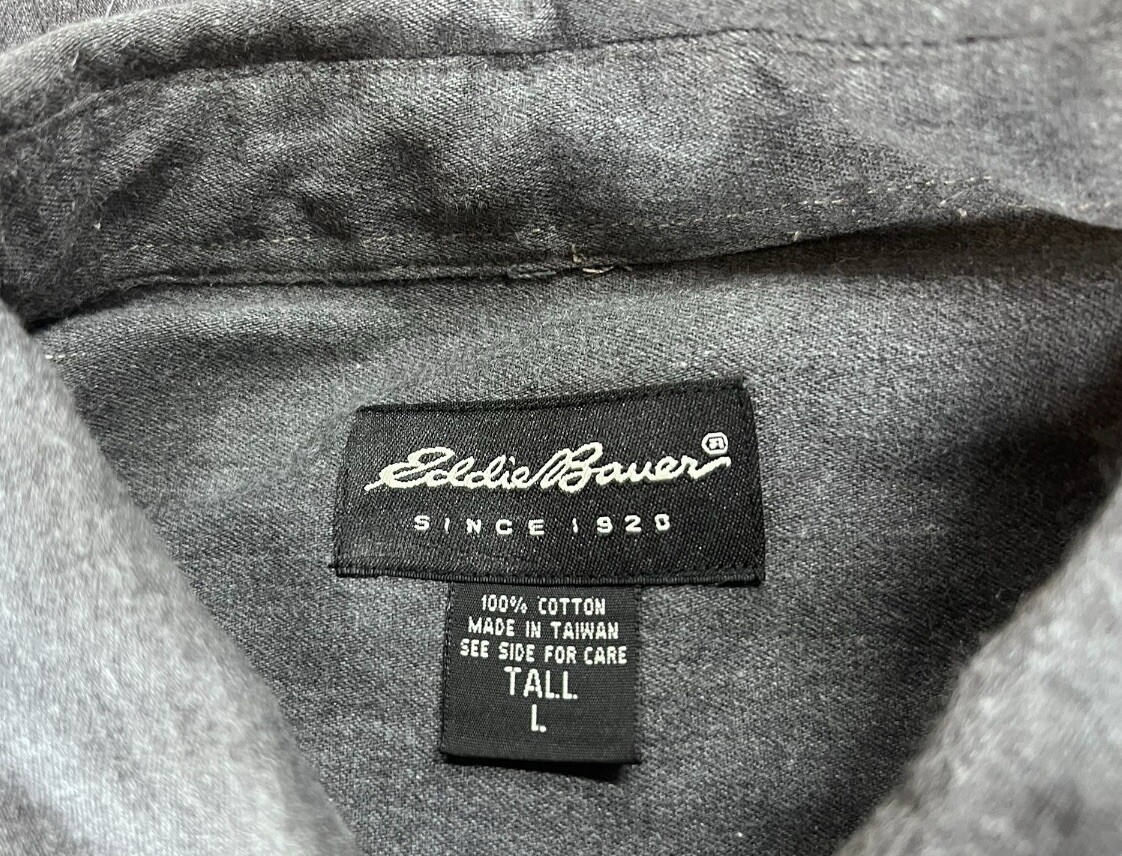 Eddie Bauer®
SINCE 1920
100% COTTON
MADE IN TAIWAN
SEE SIDE FOR CARE
TALL
L